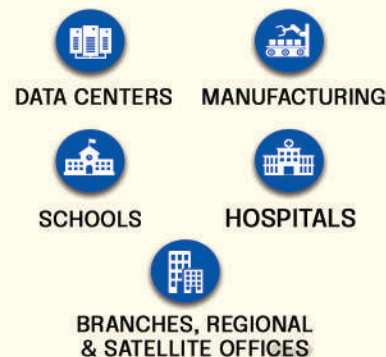 DATA CENTERS
MANUFACTURING
SCHOOLS
HOSPITALS
BRANCHES, REGIONAL
& SATELLITE OFFICES